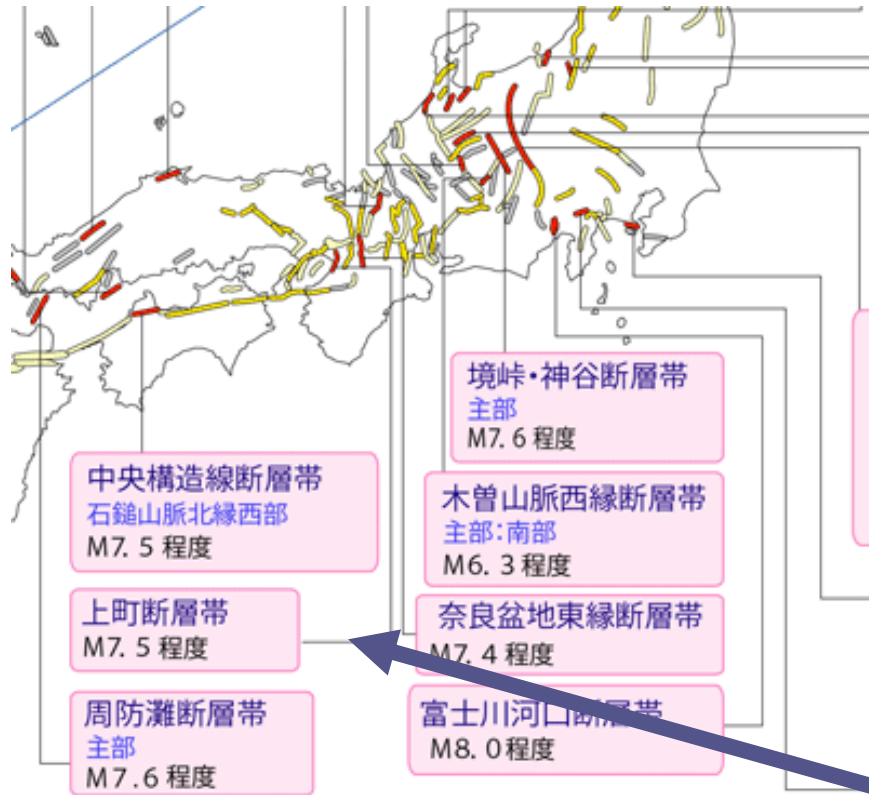 境峠・神谷断層帯
主部
M7. 6 程度
中央構造線断層帯
石鎚山脈北縁西部
M7. 5 程度
木曽山脈西縁断層帯
主部：南部
M6. 3 程度
上町断層帯
M7. 5 程度
奈良盆地東縁断層帯
M7. 4 程度
周防灘断層帯
主部
M7.6 程度
富士川河口断層帯
M8. 0程度